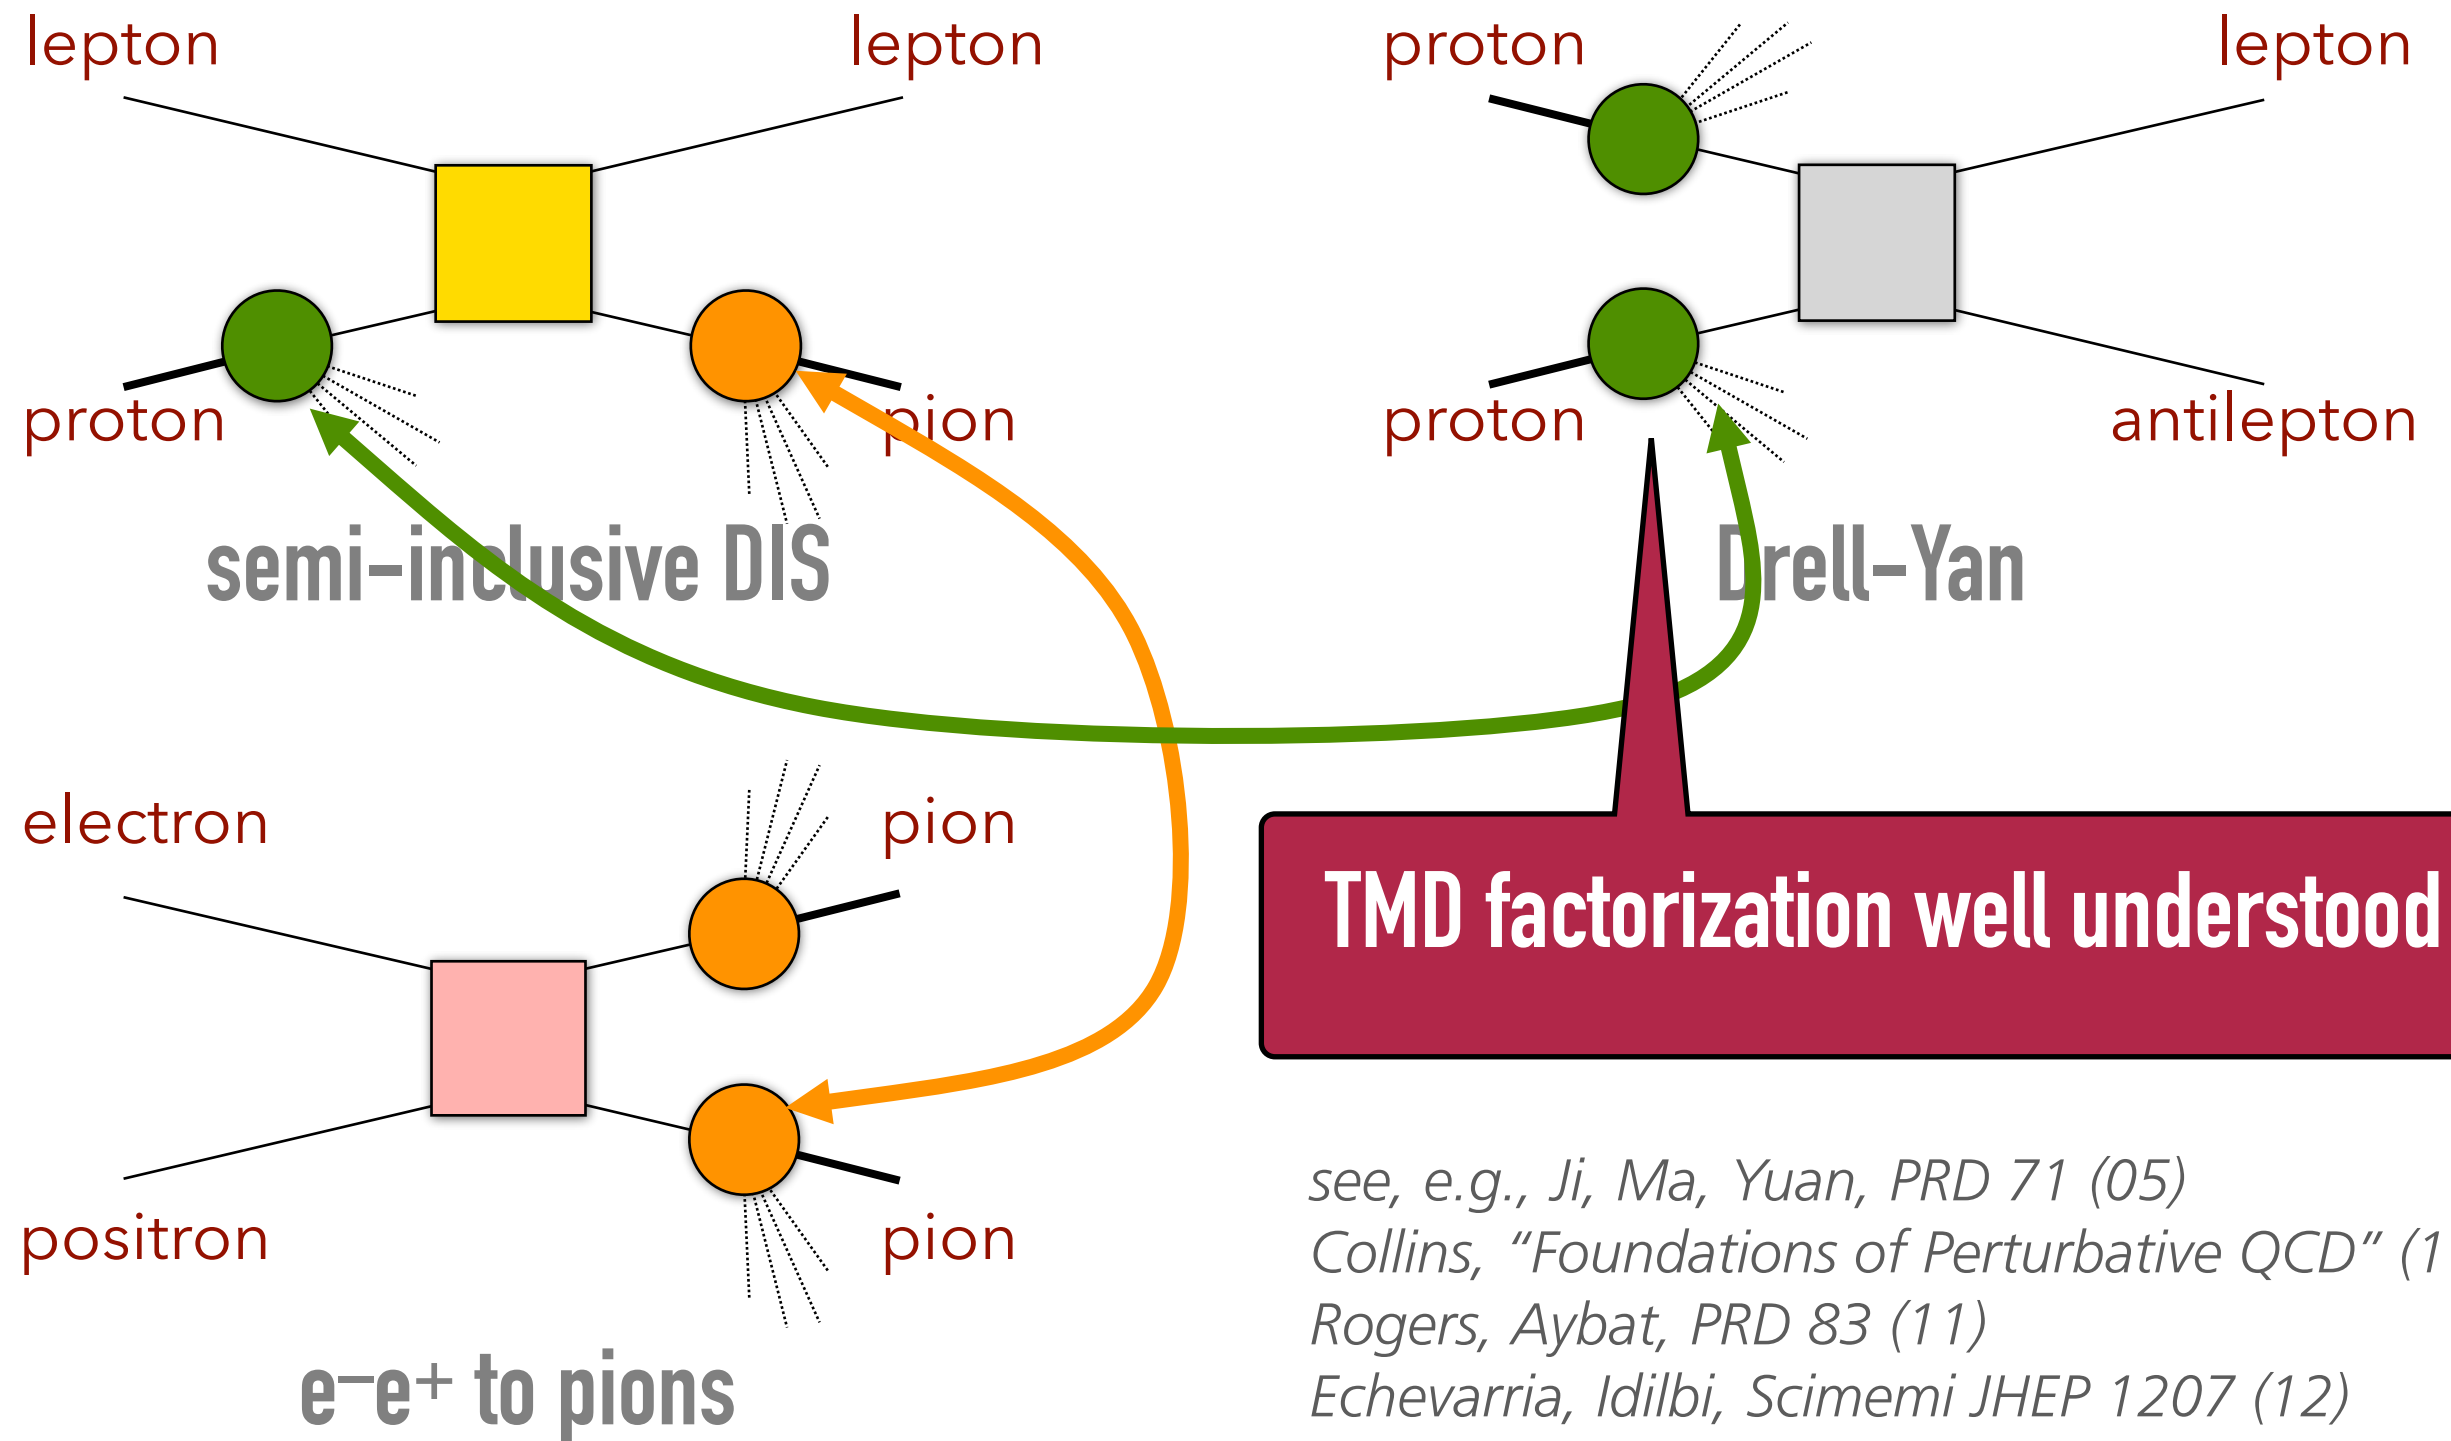 lepton
lepton
proton
pion
semi-inclusive DIS
proton
lepton
proton
antilepton
Drell-Yan
electron
pion
positron
pion
e–e+ to pions
TMD factorization well understood
see, e.g., Ji, Ma, Yuan, PRD 71 (05)
Collins, “Foundations of Perturbative QCD” (1
Rogers, Aybat, PRD 83 (11)
Echevarria, Idilbi, Scimemi JHEP 1207 (12)